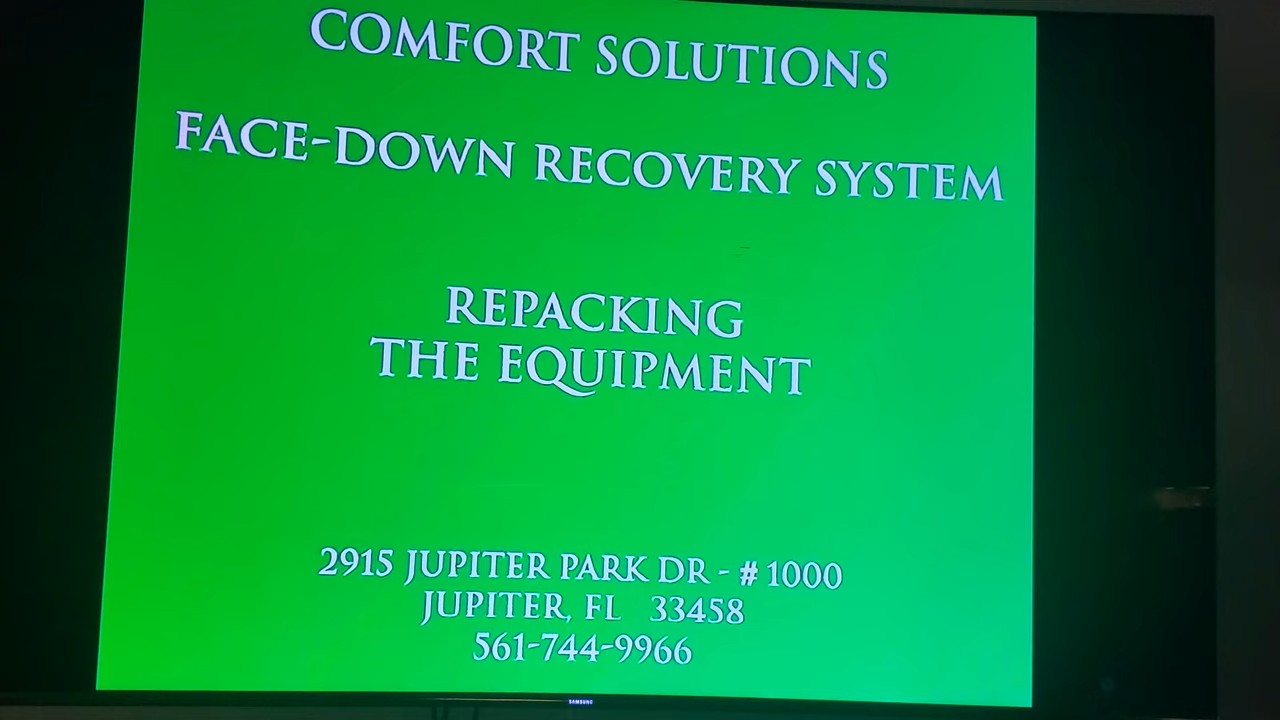 COMFORT SOLUTIONS
FACE-DOWN RECOVERY SYSTEM
REPACKING
THE EQUIPMENT
2915 JUPITER PARK DR - # 1000
JUPITER, FL 33458
561-744-9966
SAMSUNG